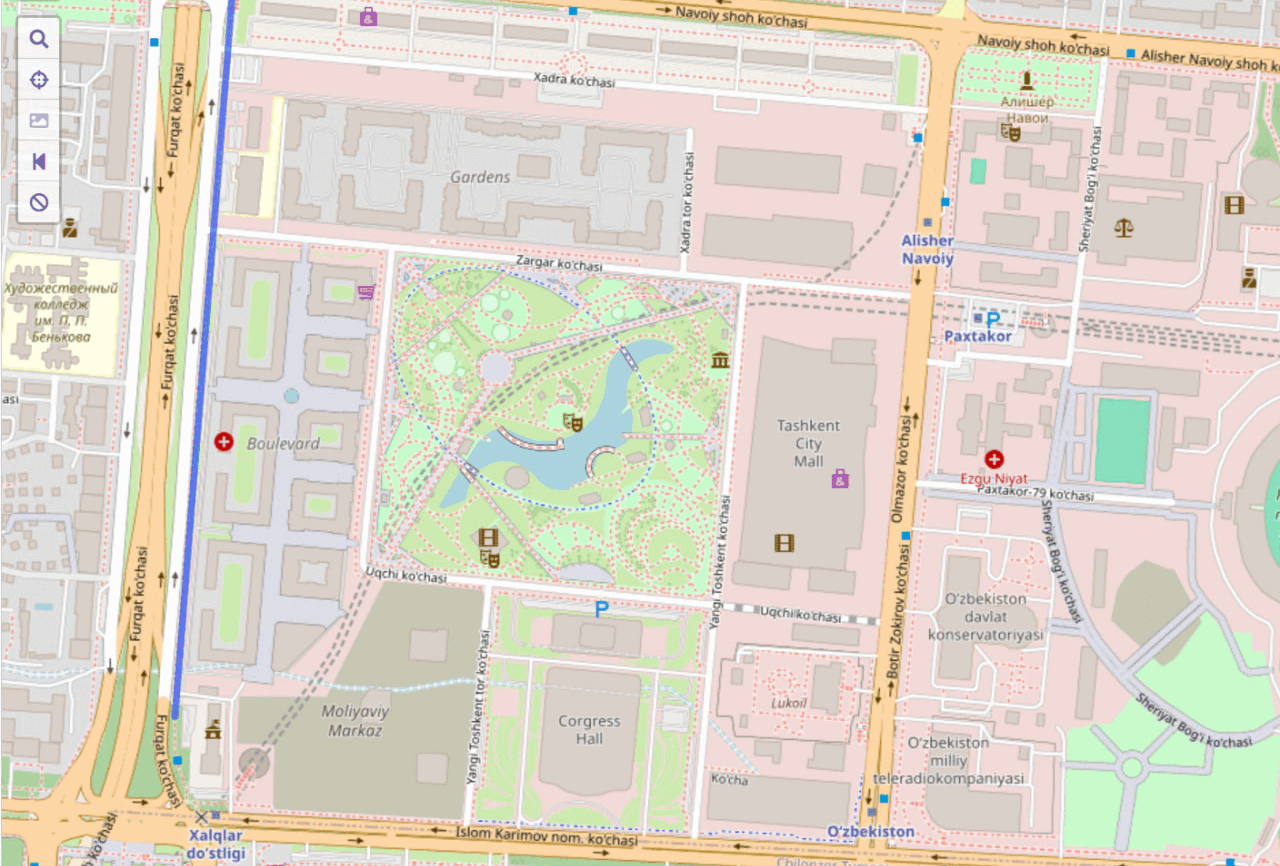 Navoiy shoh ko'chasi
Navoiy shoh ko'chasi
Alisher Navoiy shoh k
Xadra ko'chasi
Алишер
Навои
Furqat ko'chasi
Gardens
Xadra tor ko'chasi
Sheriyat Bog'i ko'chasi
Alisher
Navoiy
Zargar ko'chasi
Художественный
колледж
им. П. П.
Бенькова
P
Paxtakor
Furqat ko'chasi
asi
Boulevard
Tashkent
City
Mall
Olmazor ko'chasi
Ezgu Niyat
Paxtakor-79 ko'chasi
Yangi Toshkent ko'chasi
Sheriyat Bog'i ko'chasi
Furqat ko'chasi
Uqchi ko'chasi
P
Uqchi ko'chasi
O'zbekiston
davlat
konservatoriyasi
Botir Zokirov ko'chasi
Yangi Toshkent tor ko'chasi
Lukoil
Moliyaviy
Markaz
Corgress
Hall
Sheriyat Bog'i ko'chasi
Furqat ko'chasi
O'zbekiston
milliy
teleradiokompaniyasi
Ko'cha
Xalqlar
do'stligi
Islom Karimov nom. ko'chasi
O'zbekiston
ko'chasi
Chilonzor